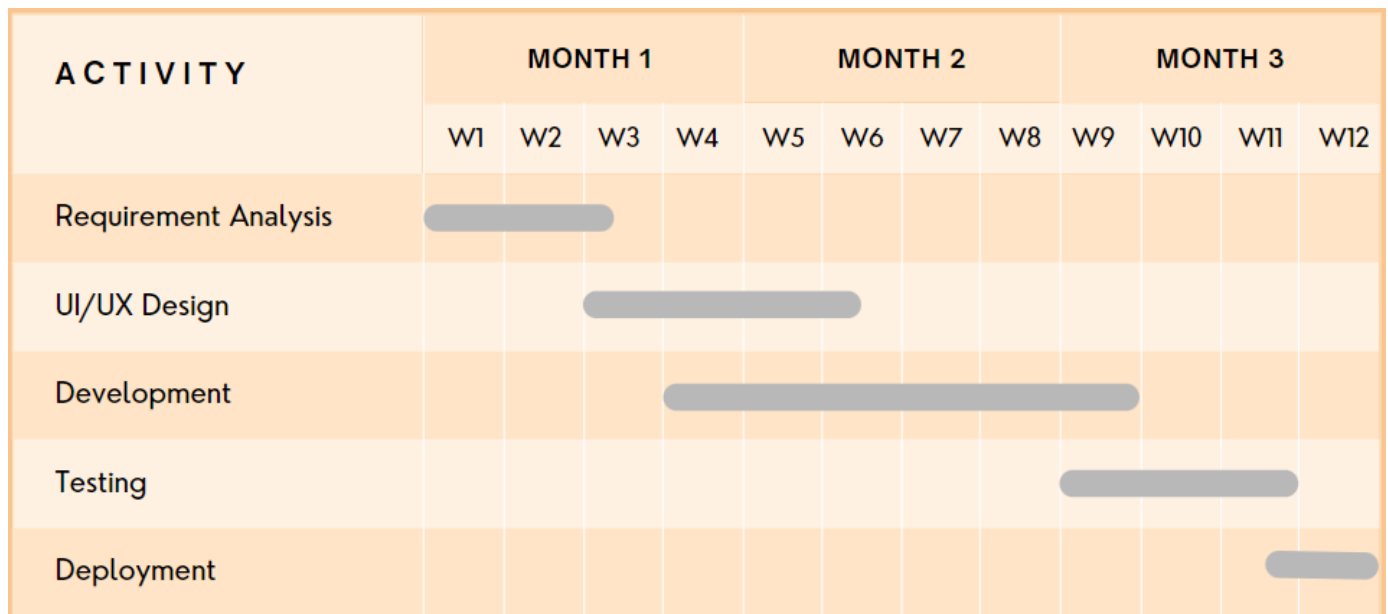 ACTIVITY
MONTH 1 MONTH 2 MONTH 3
W1 W2 W3 W4 W5 W6 W7 W8 W9 W10 W11 W12
Requirement Analysis
UI/UX Design
Development
Testing
Deployment